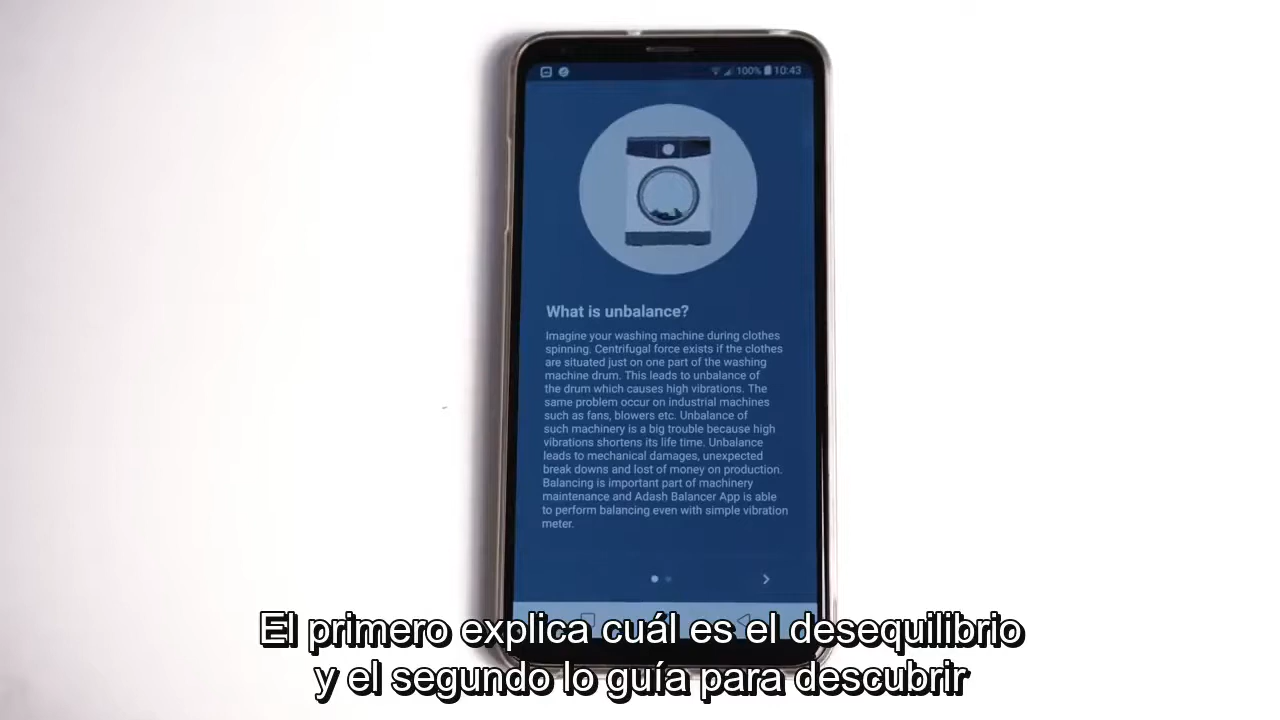 100% 10:43
What is unbalance?
Imagine your washing machine during clothes
spinning. Centrifugal force exists if the clothes
are situated just on one part of the washing
machine drum. This leads to unbalance of
the drum which causes high vibrations. The
same problem occur on industrial machines
such as fans, blowers etc. Unbalance of
such machinery is a big trouble because high
vibrations shortens its life time. Unbalance
leads to mechanical damages, unexpected
break downs and lost of money on production.
Balancing is important part of machinery
maintenance and Adash Balancer App is able
to perform balancing even with simple vibration
meter.
El primero explica cuál es el desequilibrio
y el segundo lo guía para descubrir